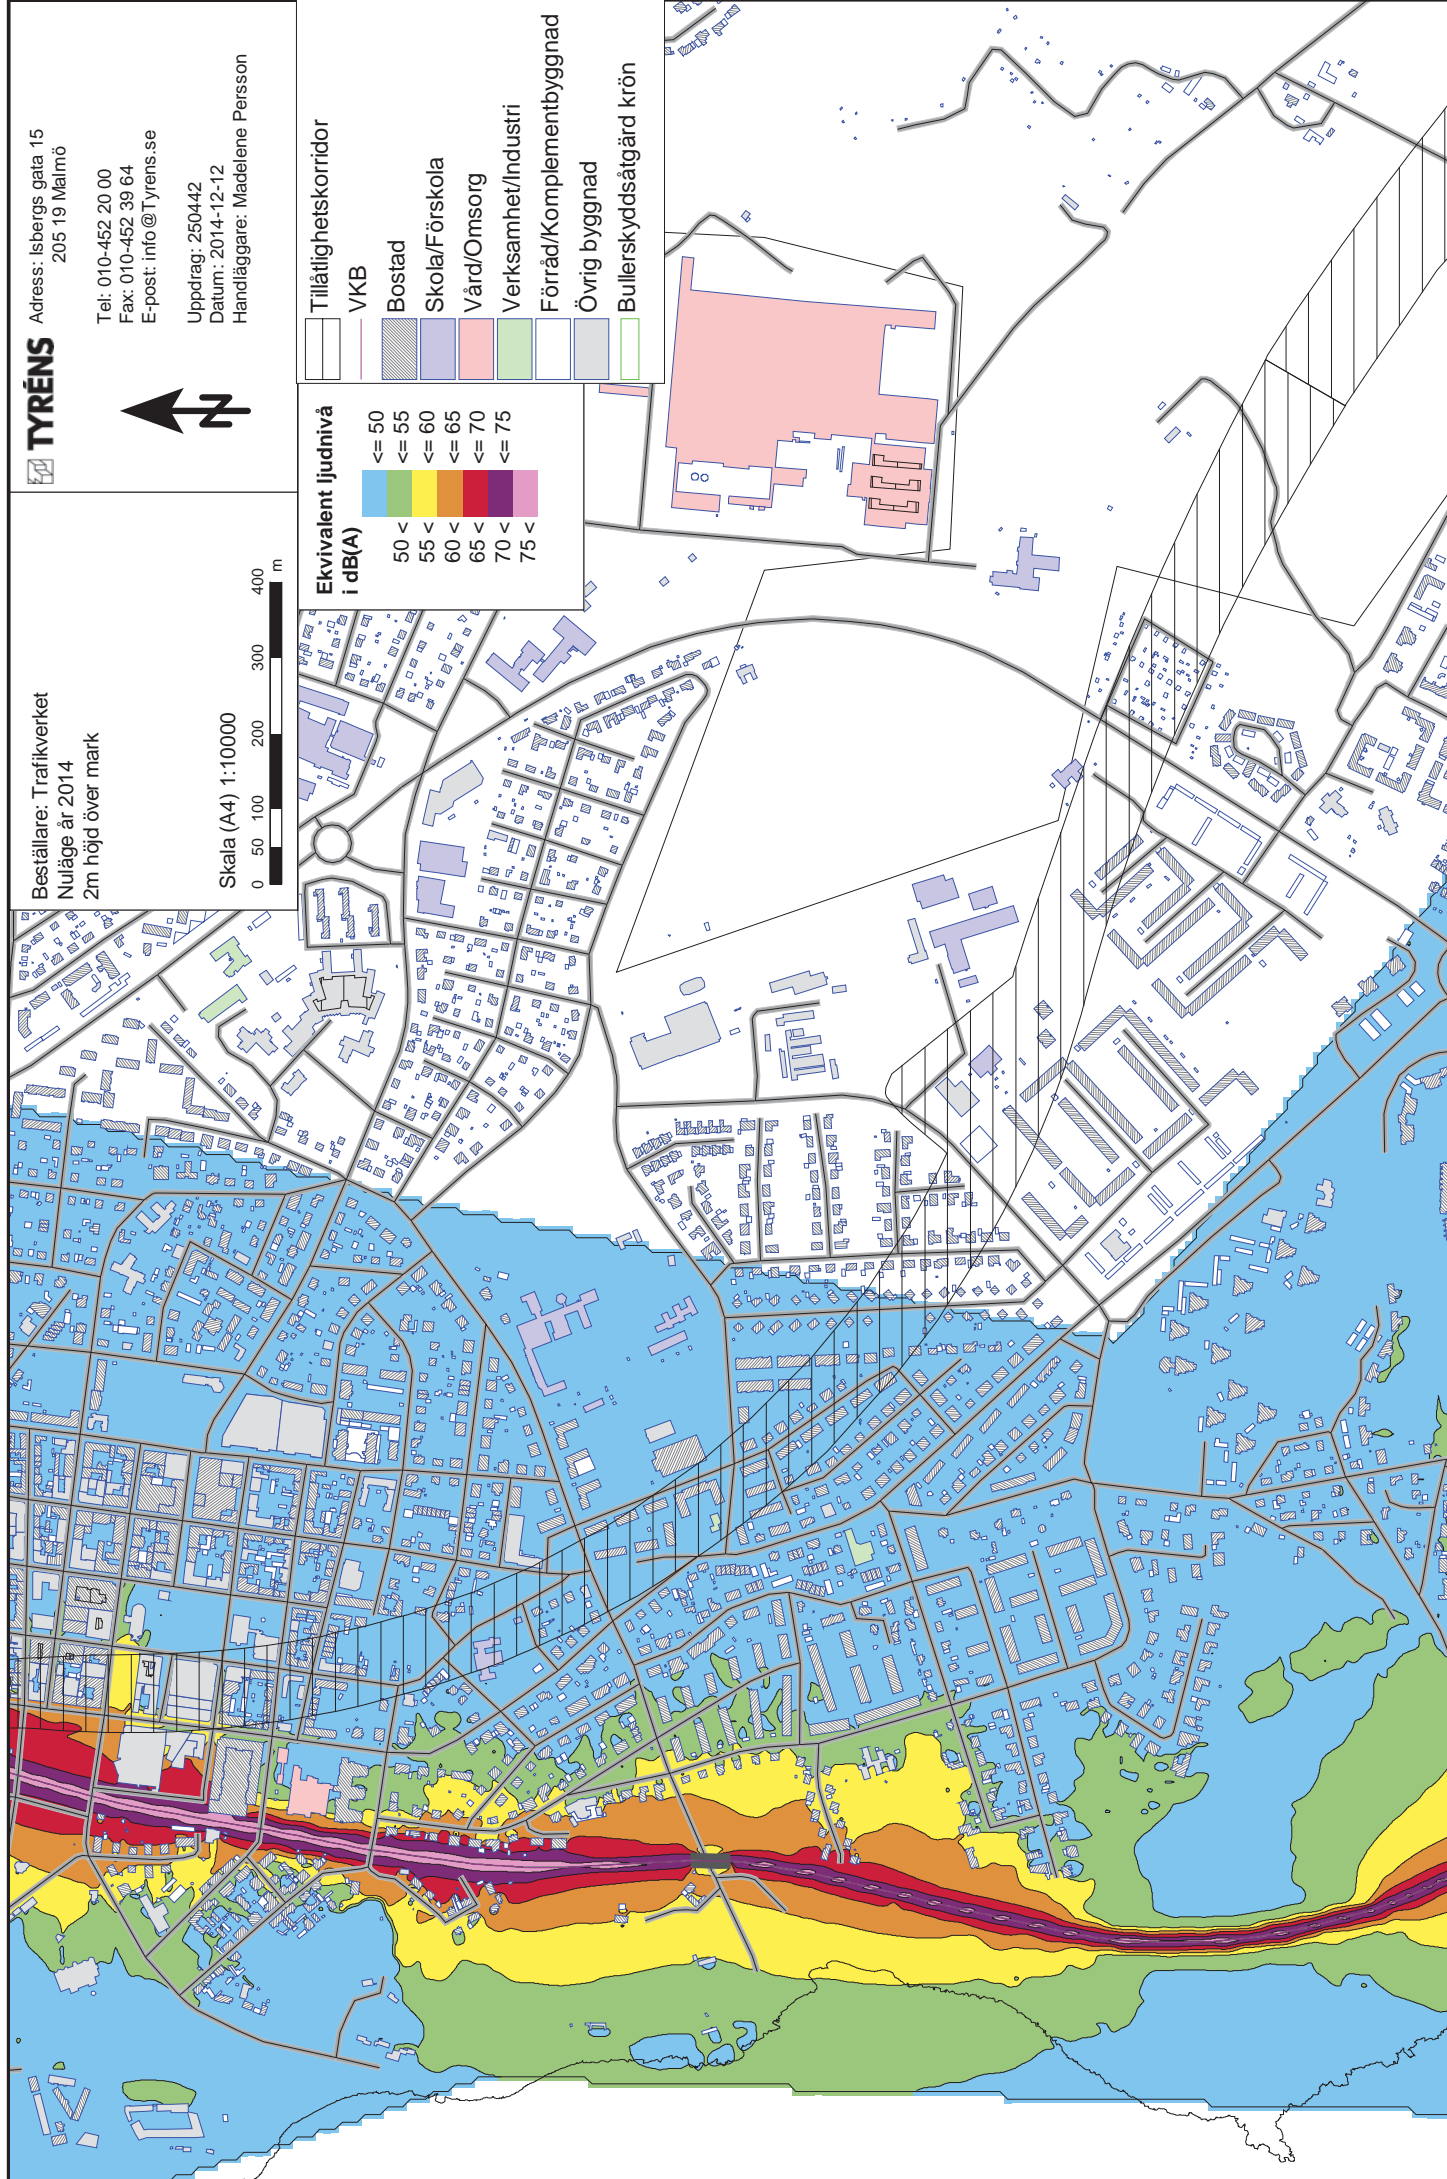 TYRÉNS
Adress: Isbergs gata 15
205 19 Malmö
Tel: 010-452 20 00
Fax: 010-452 39 64
E-post: info@Tyrens.se
Uppdrag: 250442
Datum: 2014-12-12
Handläggare: Madelene Persson
N
Beställare: Trafikverket
Nuläge år 2014
2m höjd över mark
Skala (A4) 1:10000
0 50 100 200 300 400
m
Tillåtlighetskorridor
VKB
Bostad
Skola/Förskola
Vård/Omsorg
Verksamhet/Industri
Förråd/Komplementbyggnad
Övrig byggnad
Bullerskyddsåtgärd krön
Ekvivalent ljudnivå
i dB(A)
<= 50
50 < <= 55
55 < <= 60
60 < <= 65
65 < <= 70
70 < <= 75
75 <